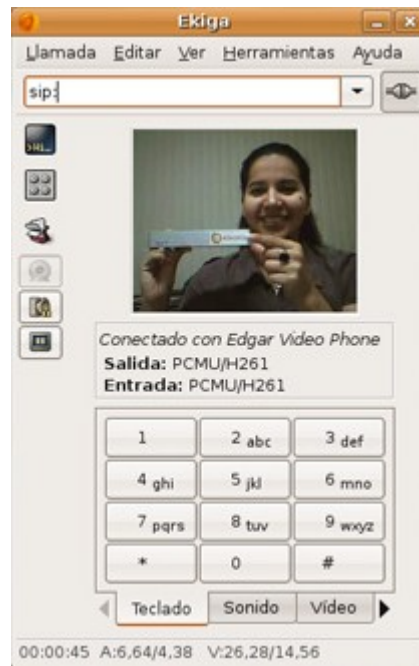 Ekiga
Llamada Editar Ver Herramientas Ayuda
sip:
Conectado con Edgar Video Phone
Salida: PCMU/H261
Entrada: PCMU/H261
1 2 abc 3 def
4 ghi 5 jkl 6 mno
7 pqrs 8 tuv 9 wxyz
* 0 #
Teclado Sonido Vídeo
00:00:45 A:6,64/4,38 V:26,28/14,56